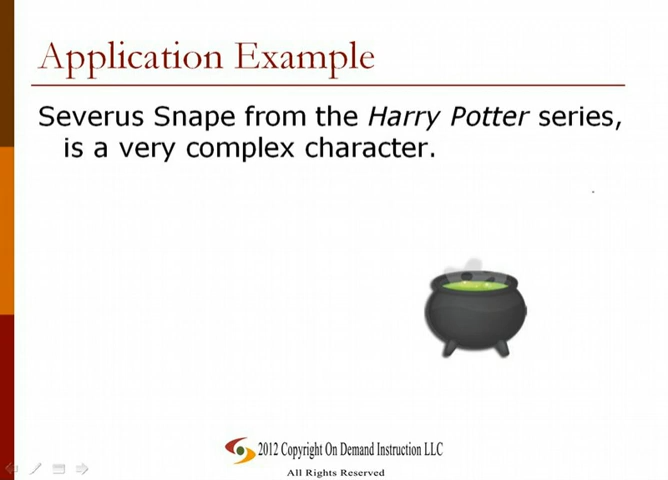 Application Example
Severus Snape from the Harry Potter series,
is a very complex character.
2012 Copyright On Demand Instruction LLC
All Rights Reserved